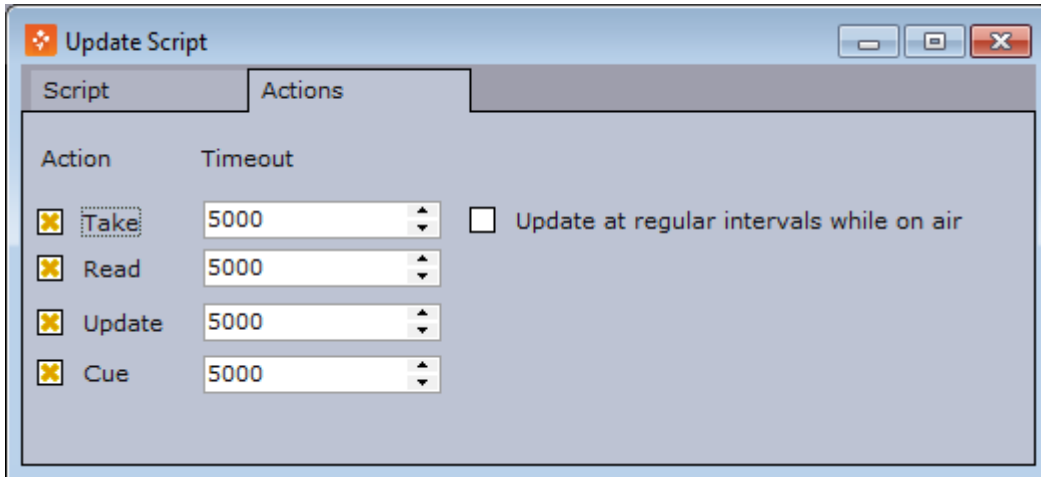 Update Script
Script Actions
Action Timeout
Take 5000 Update at regular intervals while on air
Read 5000
Update 5000
Cue 5000